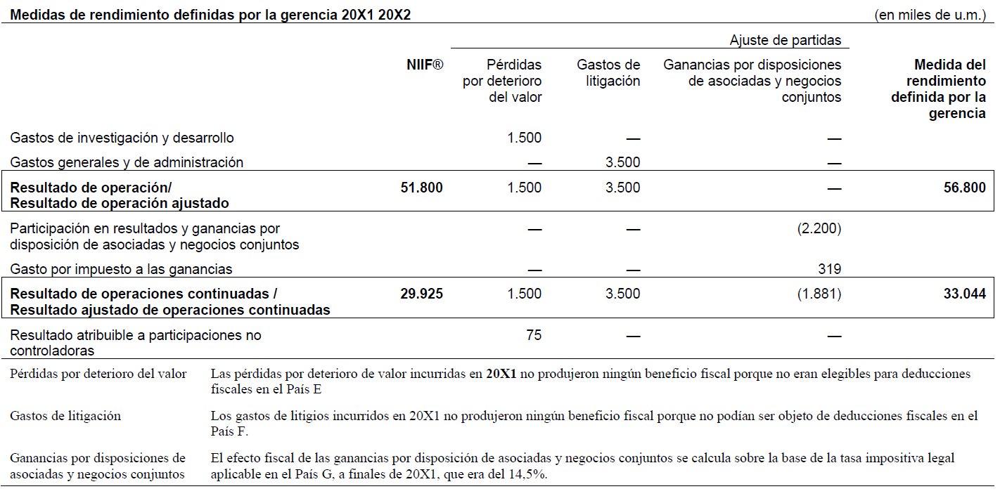 Medidas de rendimiento definidas por la gerencia 20X1 20X2 (en miles de u.m.)
Ajuste de partidas
NIIF® Pérdidas por deterioro del valor Gastos de litigación Ganancias por disposiciones de asociadas y negocios conjuntos Medida del rendimiento definida por la gerencia
Gastos de investigación y desarrollo 1.500 — —
Gastos generales y de administración — 3.500 —
Resultado de operación/
Resultado de operación ajustado 51.800 1.500 3.500 — 56.800
Participación en resultados y ganancias por
disposición de asociadas y negocios conjuntos — — (2.200)
Gasto por impuesto a las ganancias — — 319
Resultado de operaciones continuadas /
Resultado ajustado de operaciones continuadas 29.925 1.500 3.500 (1.881) 33.044
Resultado atribuible a participaciones no
controladoras 75 — —
Pérdidas por deterioro del valor Las pérdidas por deterioro de valor incurridas en 20X1 no produjeron ningún beneficio fiscal porque no eran elegibles para deducciones
fiscales en el País E
Gastos de litigación Los gastos de litigios incurridos en 20X1 no produjeron ningún beneficio fiscal porque no podían ser objeto de deducciones fiscales en el
País F.
Ganancias por disposiciones de
asociadas y negocios conjuntos El efecto fiscal de las ganancias por disposición de asociadas y negocios conjuntos se calcula sobre la base de la tasa impositiva legal
aplicable en el País G, a finales de 20X1, que era del 14,5%.